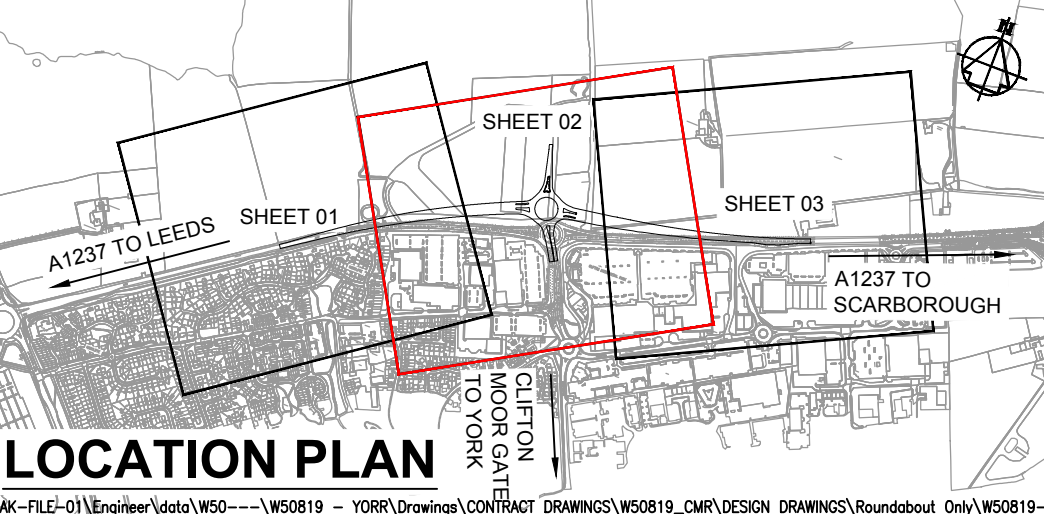 N
SHEET 02
SHEET 01
SHEET 03
A1237 TO LEEDS
A1237 TO
SCARBOROUGH
CLIFTON
MOOR GATE
TO YORK
LOCATION PLAN
AK-FILE-01\Engineer\data\W50----\W50819 - YORR\Drawings\CONTRACT DRAWINGS\W50819_CMR\DESIGN DRAWINGS\Roundabout Only\W50819-